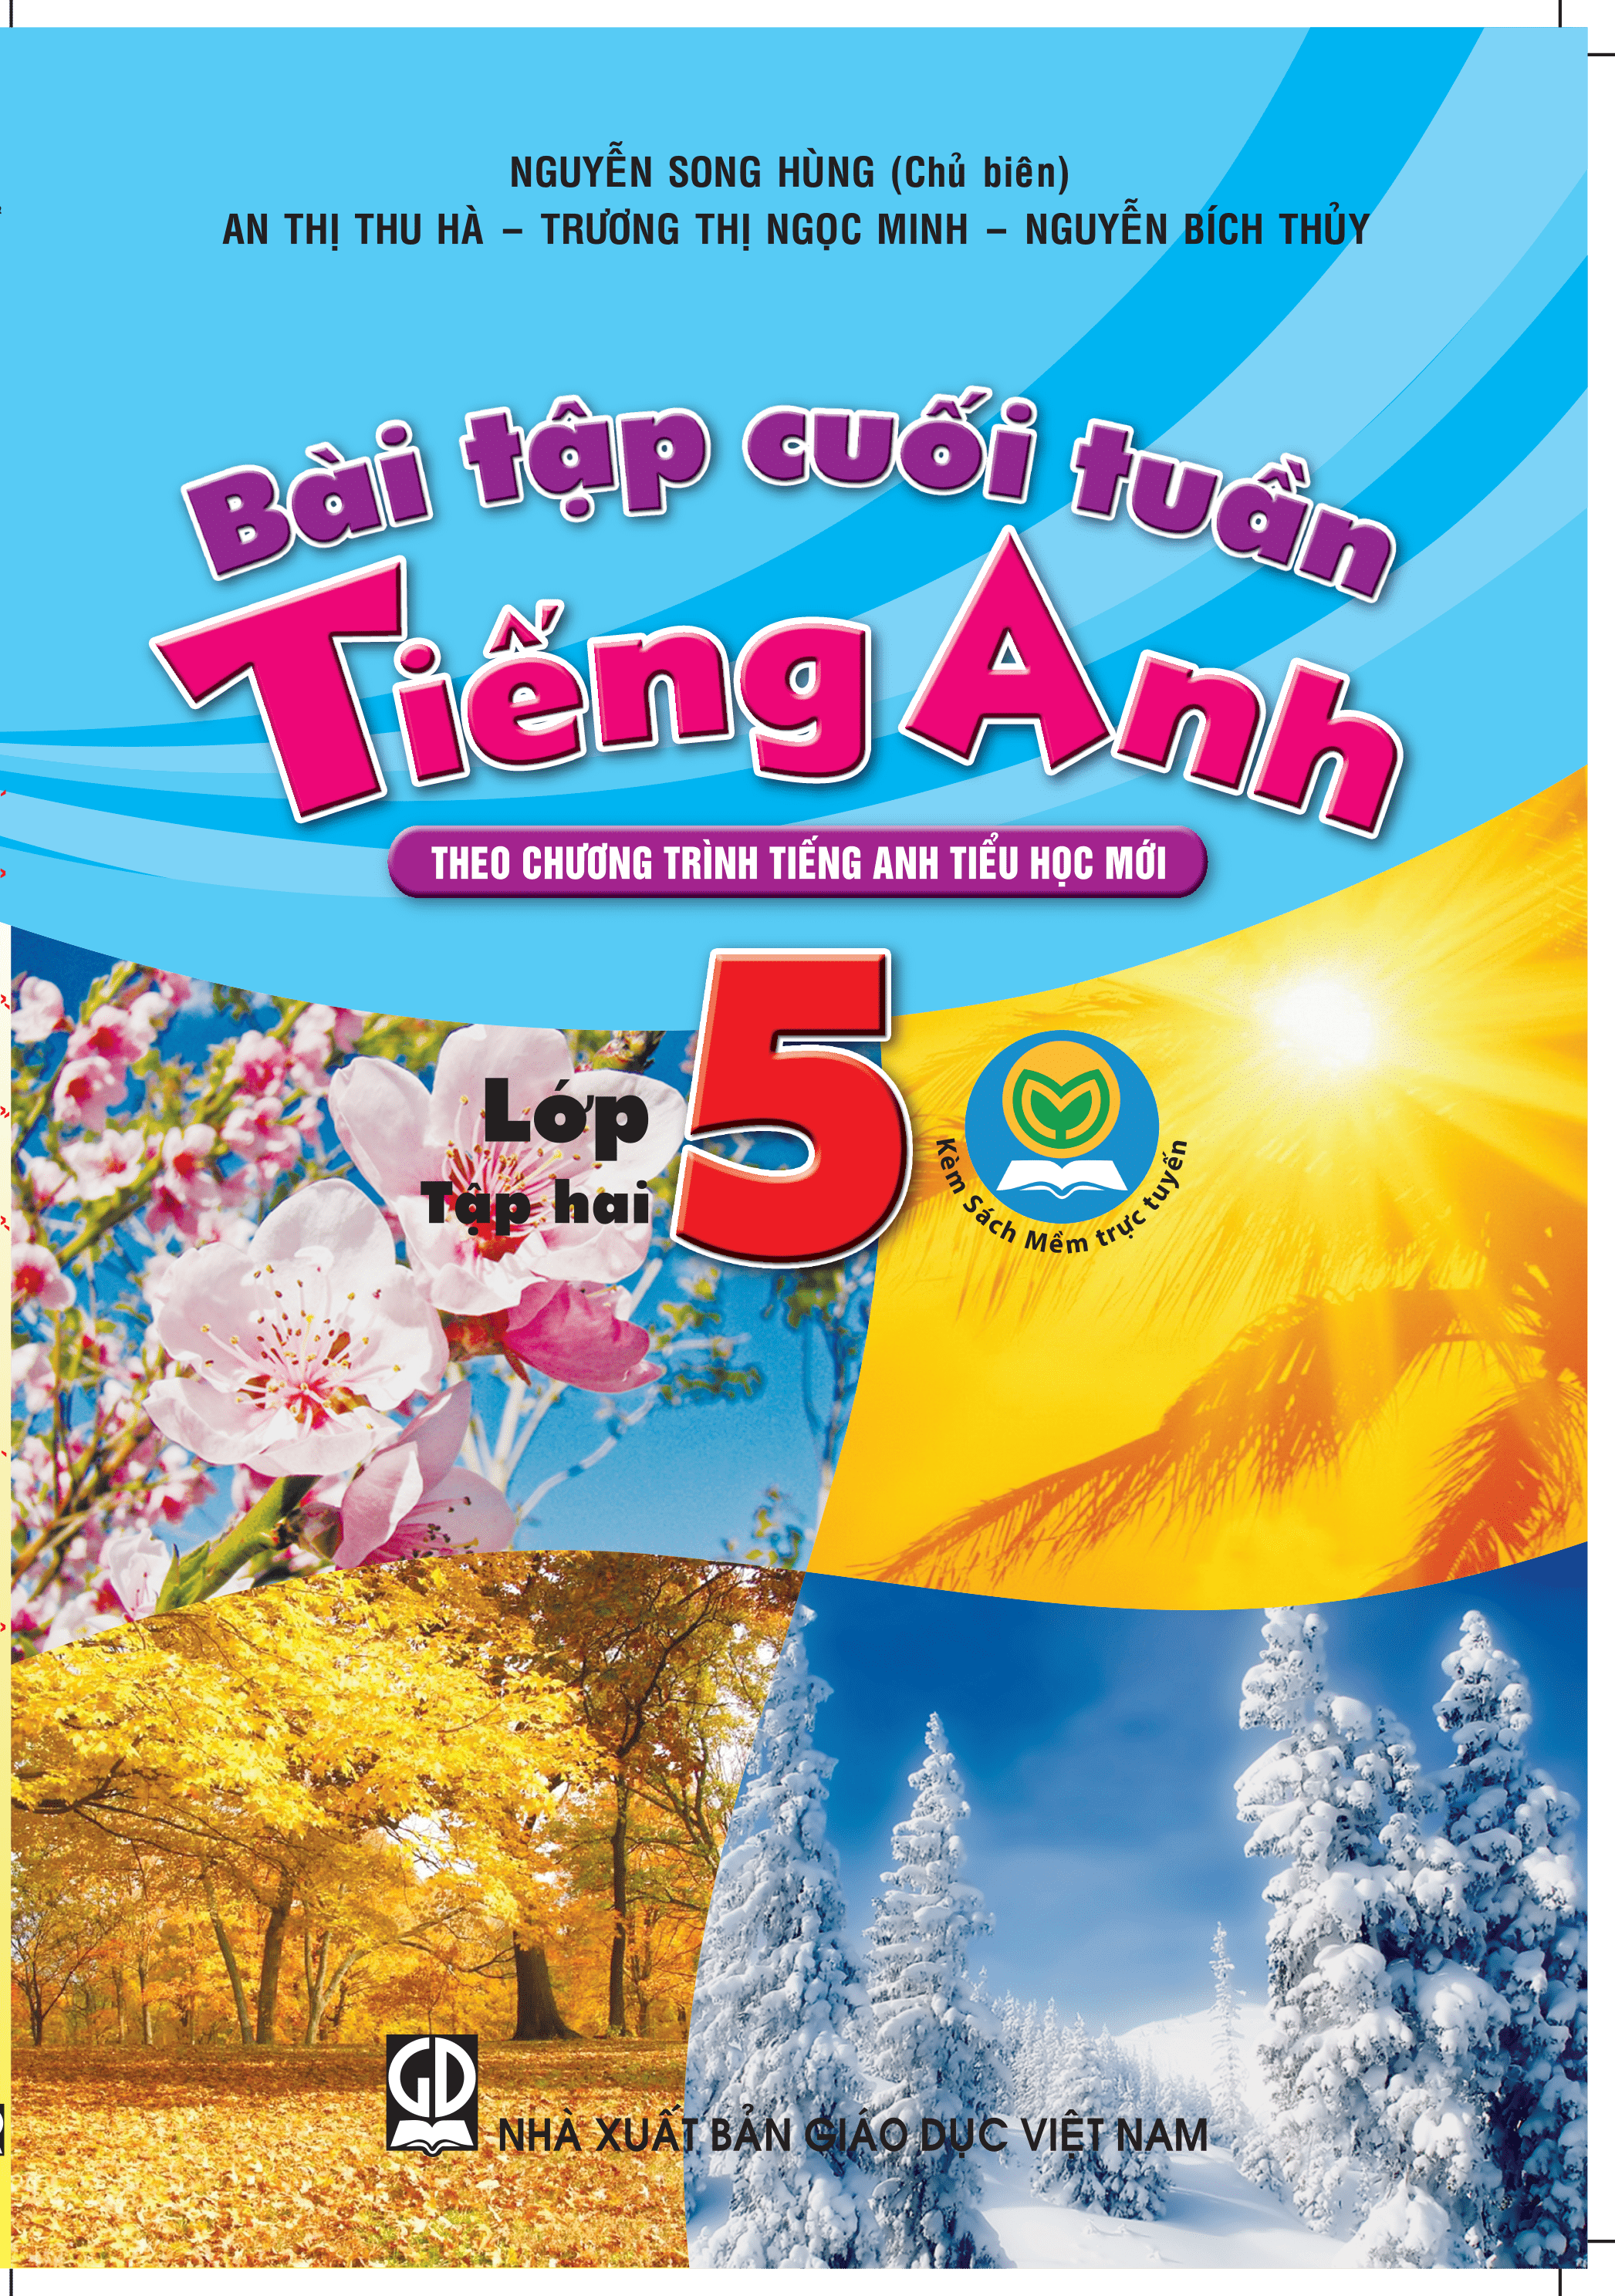 NGUYỄN SONG HÙNG (Chủ biên)
AN THỊ THU HÀ – TRƯƠNG THỊ NGỌC MINH – NGUYỄN BÍCH THỦY
Bài tập cuối tuần
Tiếng Anh
THEO CHƯƠNG TRÌNH TIẾNG ANH TIỂU HỌC MỚI
Lớp 5
Tập hai
Kèm Sách Mềm trực tuyến
GD
NHÀ XUẤT BẢN GIÁO DỤC VIỆT NAM